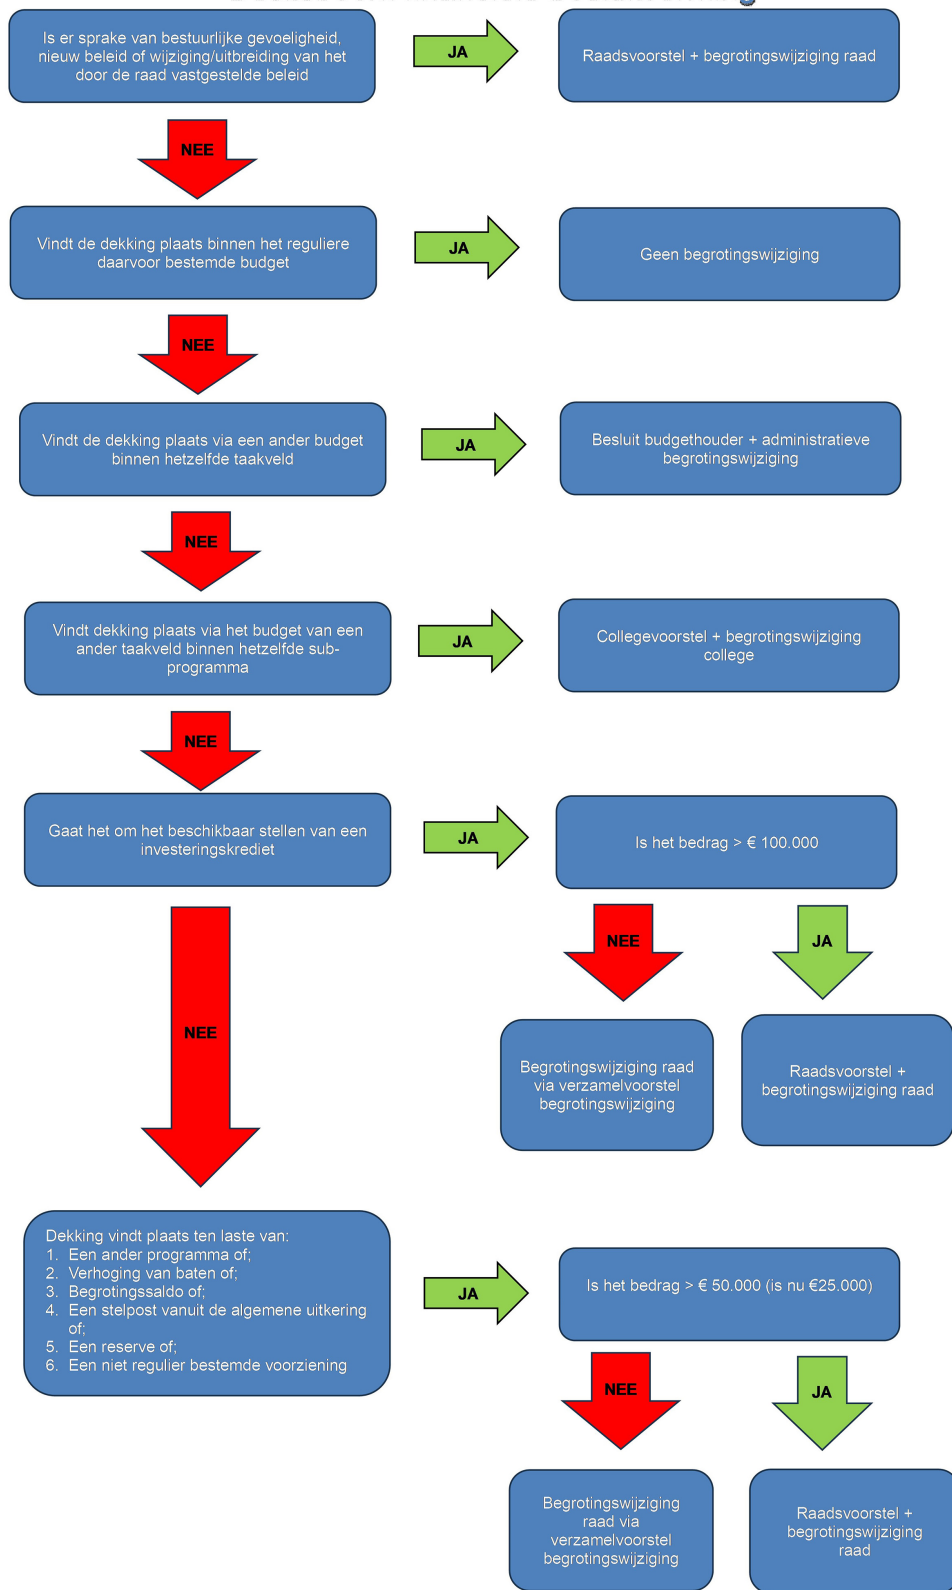 Is er sprake van bestuurlijke gevoeligheid,
nieuw beleid of wijziging/uitbreiding van het
door de raad vastgestelde beleid
JA
Raadsvoorstel + begrotingswijziging raad
NEE
Vindt de dekking plaats binnen het reguliere
daarvoor bestemde budget
JA
Geen begrotingswijziging
NEE
Vindt de dekking plaats via een ander budget
binnen hetzelfde taakveld
JA
Besluit budgethouder + administratieve
begrotingswijziging
NEE
Vindt dekking plaats via het budget van een
ander taakveld binnen hetzelfde sub-
programma
JA
Collegevoorstel + begrotingswijziging
college
NEE
Gaat het om het beschikbaar stellen van een
investeringskrediet
JA
Is het bedrag > € 100.000
NEE
JA
Begrotingswijziging raad
via verzamelvoorstel
begrotingswijziging
Raadsvoorstel +
begrotingswijziging raad
NEE
Dekking vindt plaats ten laste van:
1. Een ander programma of;
2. Verhoging van baten of;
3. Begrotingssaldo of;
4. Een stelpost vanuit de algemene uitkering
of;
5. Een reserve of;
6. Een niet regulier bestemde voorziening
JA
Is het bedrag > € 50.000 (is nu €25.000)
NEE
JA
Begrotingswijziging
raad via
verzamelvoorstel
begrotingswijziging
Raadsvoorstel +
begrotingswijziging
raad